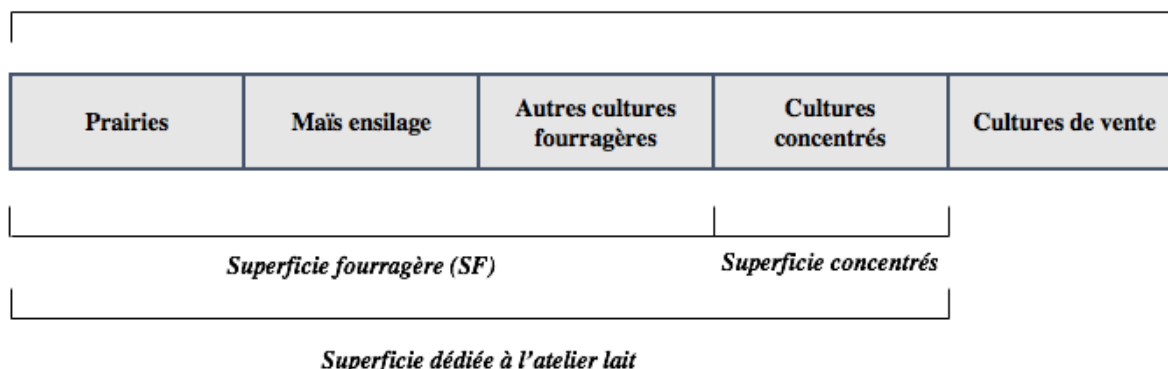 Prairies
Maïs ensilage
Autres cultures
fourragères
Cultures
concentrés
Cultures de vente
Superficie fourragère (SF)
Superficie concentrés
Superficie dédiée à l'atelier lait